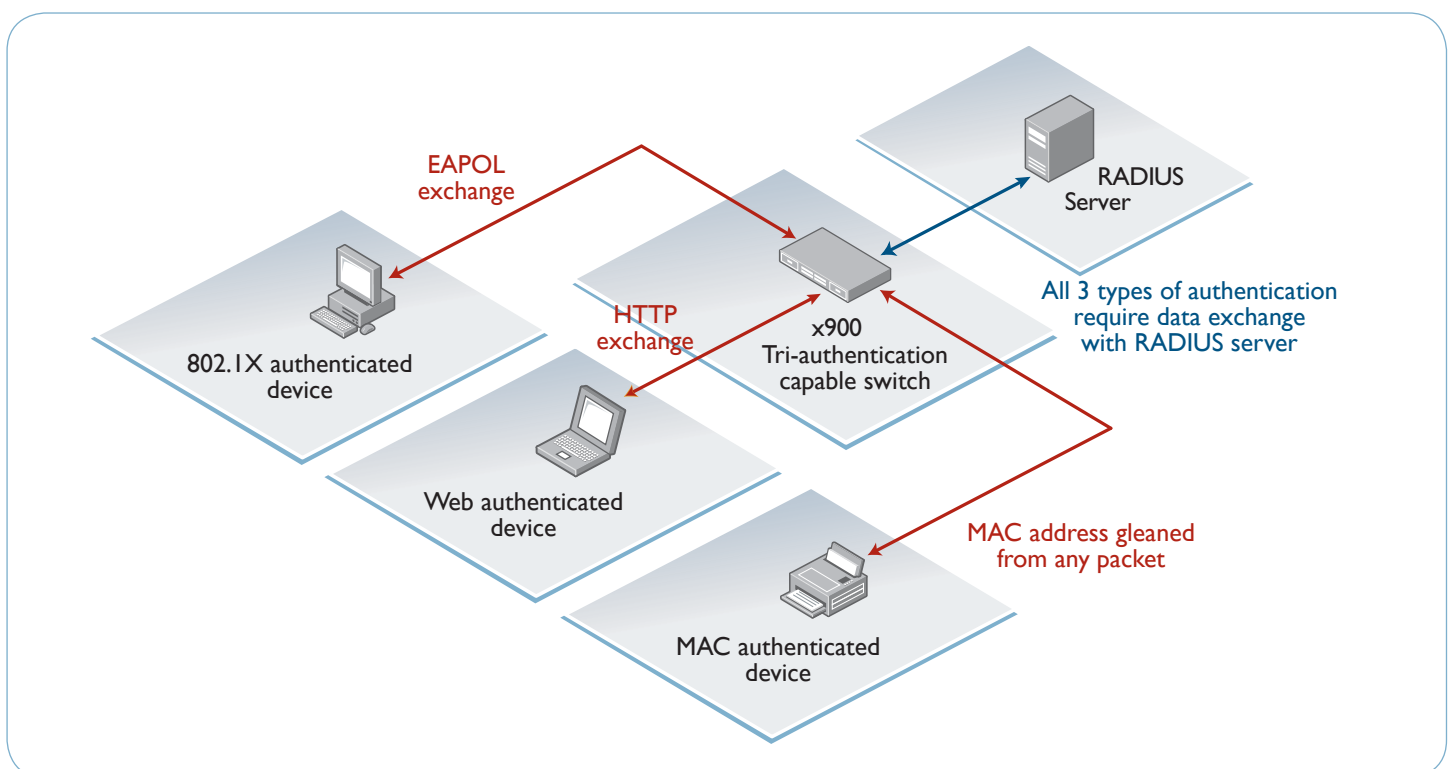 EAPOL
exchange
RADIUS
Server
802.1X authenticated
device
HTTP
exchange
x900
Tri-authentication
capable switch
All 3 types of authentication
require data exchange
with RADIUS server
Web authenticated
device
MAC address gleaned
from any packet
MAC authenticated
device